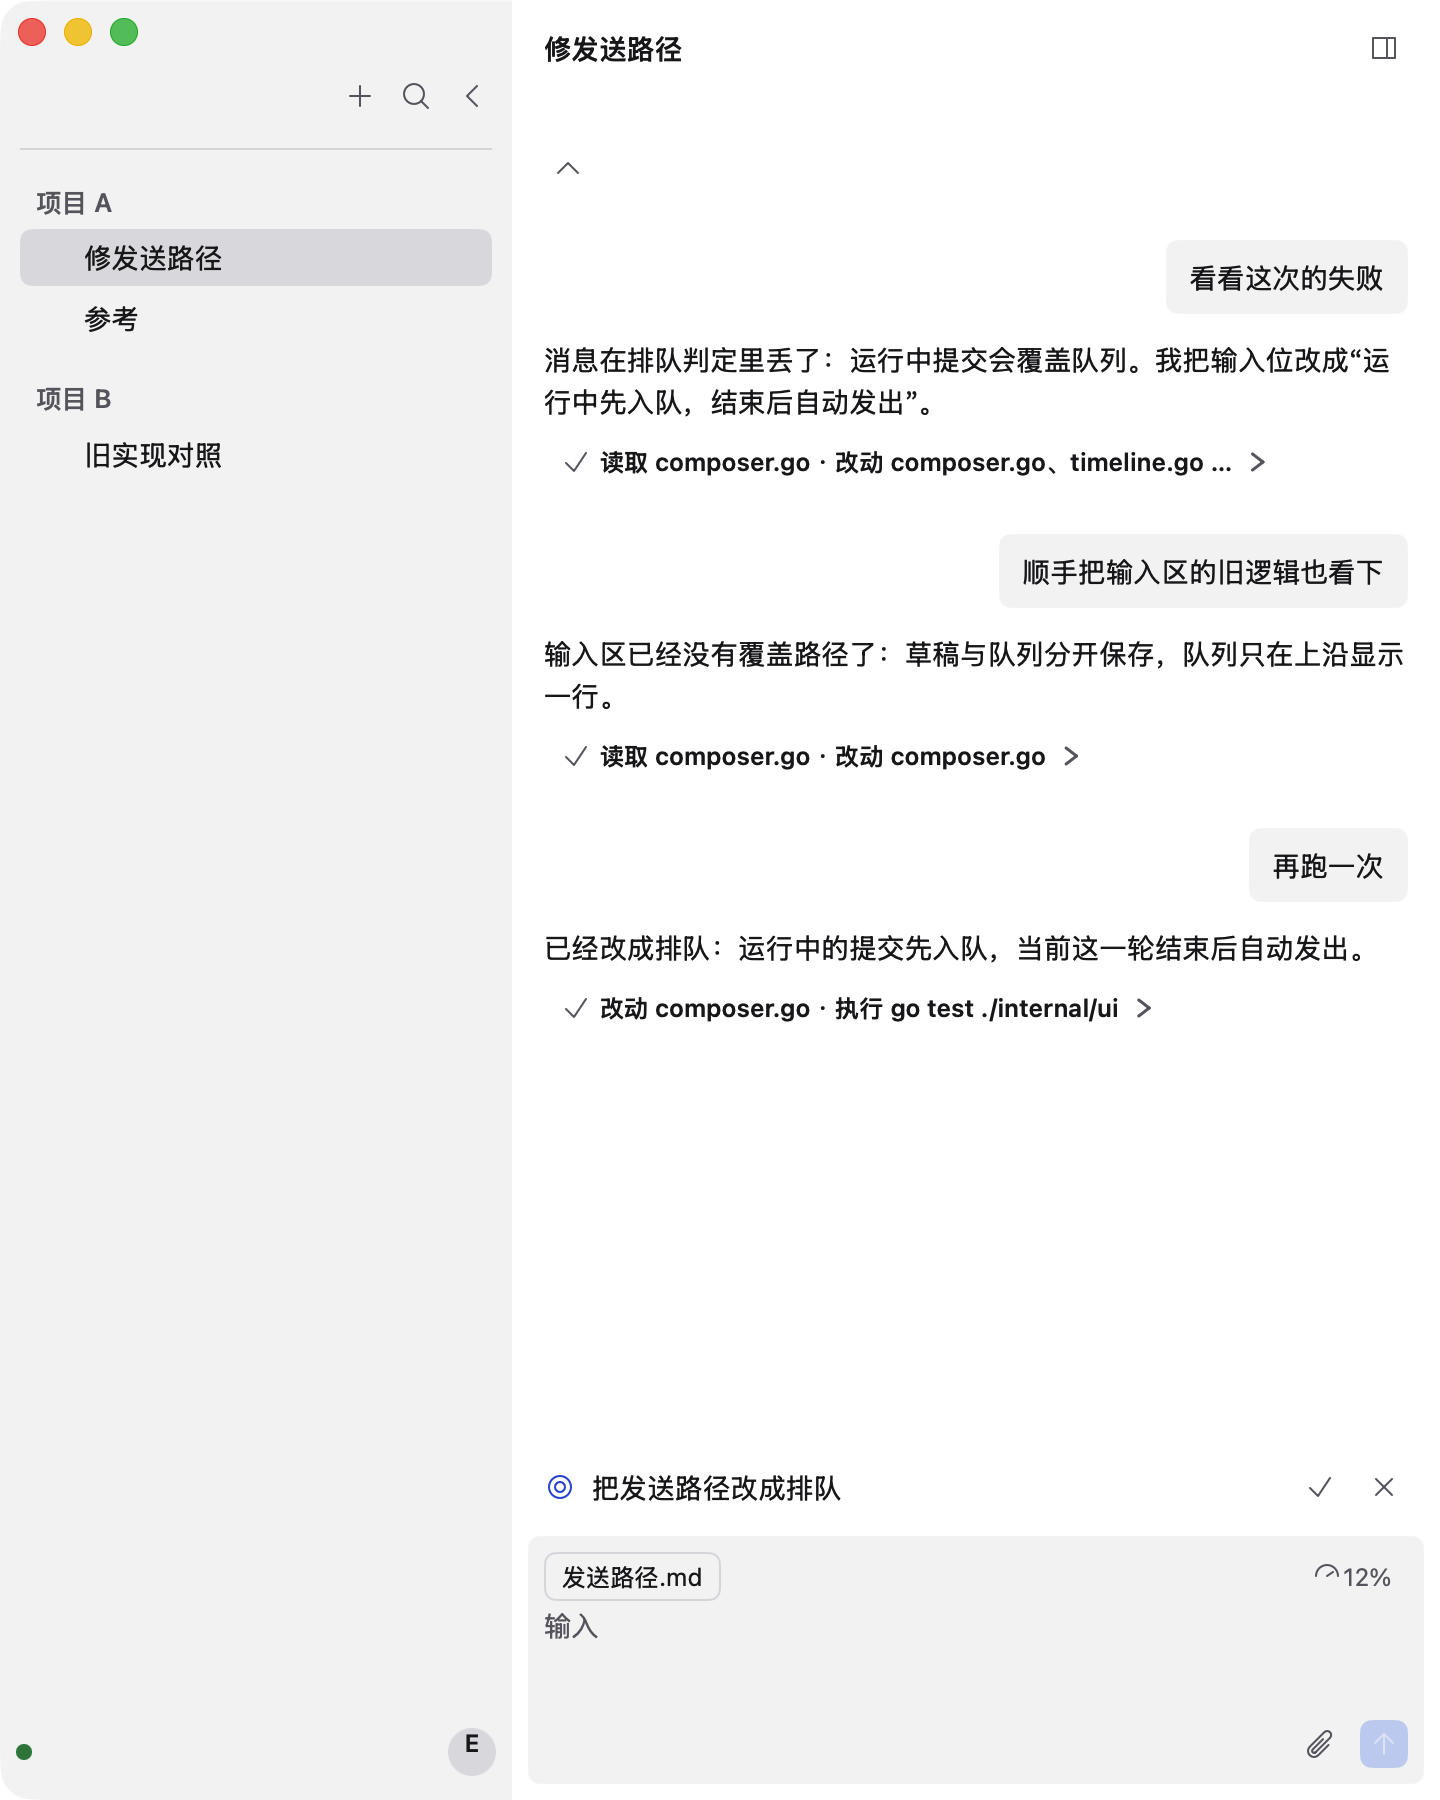 项目 A
修发送路径
参考
项目 B
旧实现对照
E
修发送路径
看看这次的失败
消息在排队判定里丢了：运行中提交会覆盖队列。我把输入位改成“运
行中先入队，结束后自动发出”。
读取 composer.go · 改动 composer.go、timeline.go ...
顺手把输入区的旧逻辑也看下
输入区已经没有覆盖路径了：草稿与队列分开保存，队列只在上沿显示
一行。
读取 composer.go · 改动 composer.go
再跑一次
已经改成排队：运行中的提交先入队，当前这一轮结束后自动发出。
改动 composer.go · 执行 go test ./internal/ui
把发送路径改成排队
发送路径.md
12%
输入